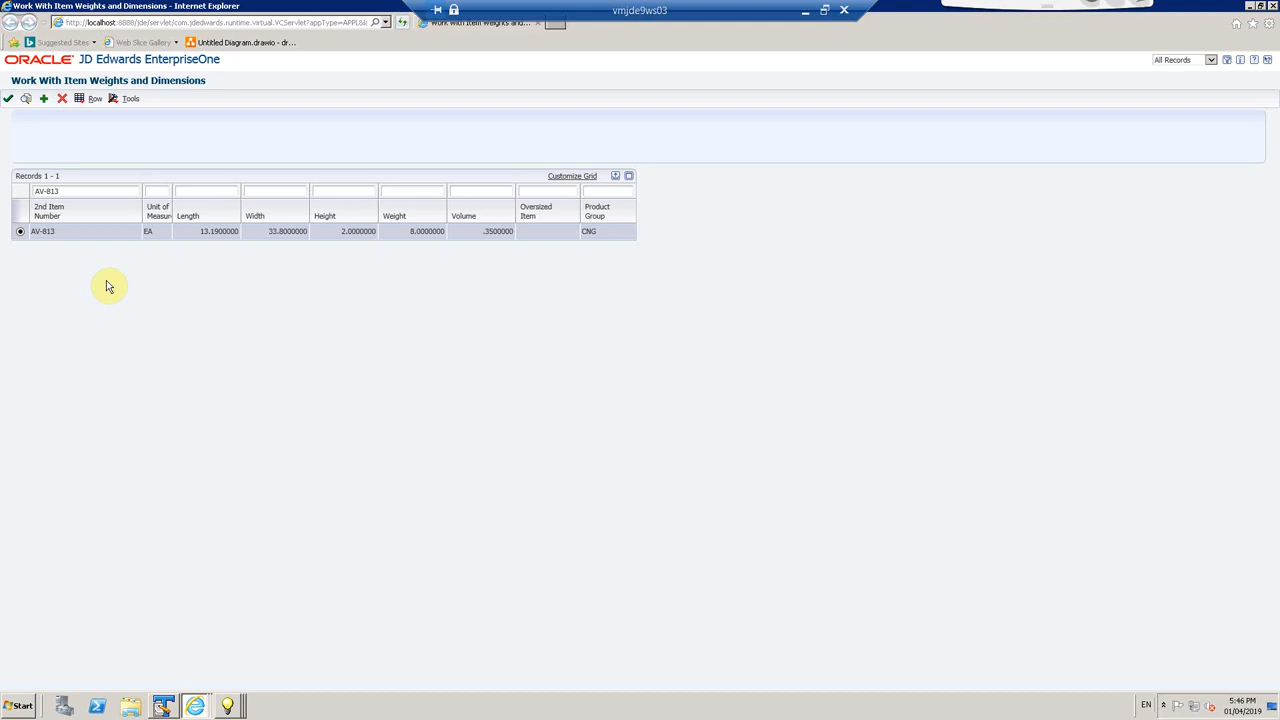 Work With Item Weights and Dimensions - Internet Explorer
vmjde9ws03
http://localhost:8888/jde/servlet/com.jdedwards.runtime.virtual.VCServlet?appType=APPL&
Work With Item Weights and...
Suggested Sites
Web Slice Gallery
Untitled Diagram.drawio - dr...
ORACLE JD Edwards EnterpriseOne
All Records
Work With Item Weights and Dimensions
Row Tools
Records 1 - 1 Customize Grid
AV-813
2nd Item Number
Unit of Measur
Length
Width
Height
Weight
Volume
Oversized Item
Product Group
AV-813 EA 13.1900000 33.8000000 2.0000000 8.0000000 .3500000 CNG
Start
EN
5:46 PM
01/04/2019